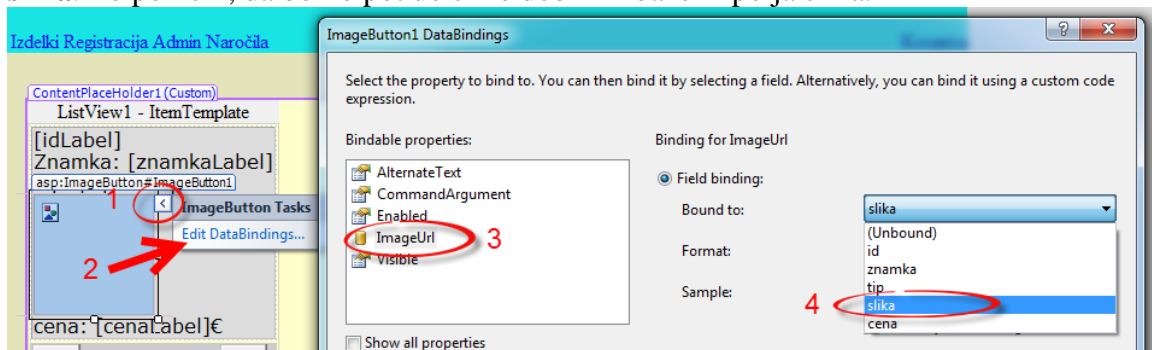 Izdelki Registracija Admin Naročila
ContentPlaceHolder1 (Custom)
ListView1 - ItemTemplate
[idLabel]
Znamka: [znamkaLabel]
asp:ImageButton#ImageButton1
1
<
ImageButton Tasks
Edit DataBindings...
2
cena: [cenaLabel]€
ImageButton1 DataBindings
?
X
Select the property to bind to. You can then bind it by selecting a field. Alternatively, you can bind it using a custom code
expression.
Bindable properties:
AlternateText
CommandArgument
Enabled
ImageUrl
3
Visible
Show all properties
Binding for ImageUrl
Field binding:
Bound to:
slika
(Unbound)
id
znamka
tip
slika
cena
Format:
Sample:
4